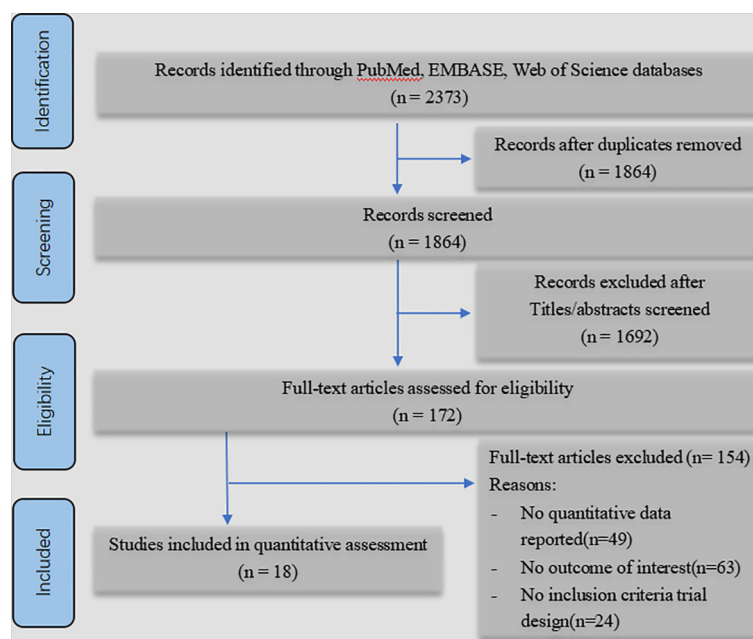 Identification
Records identified through PubMed, EMBASE, Web of Science databases
(n = 2373)
Records after duplicates removed
(n = 1864)
Screening
Records screened
(n = 1864)
Records excluded after
Titles/abstracts screened
(n = 1692)
Eligibility
Full-text articles assessed for eligibility
(n = 172)
Full-text articles excluded (n= 154)
Reasons:
- No quantitative data
reported(n=49)
- No outcome of interest(n=63)
- No inclusion criteria trial
design(n=24)
Included
Studies included in quantitative assessment
(n = 18)